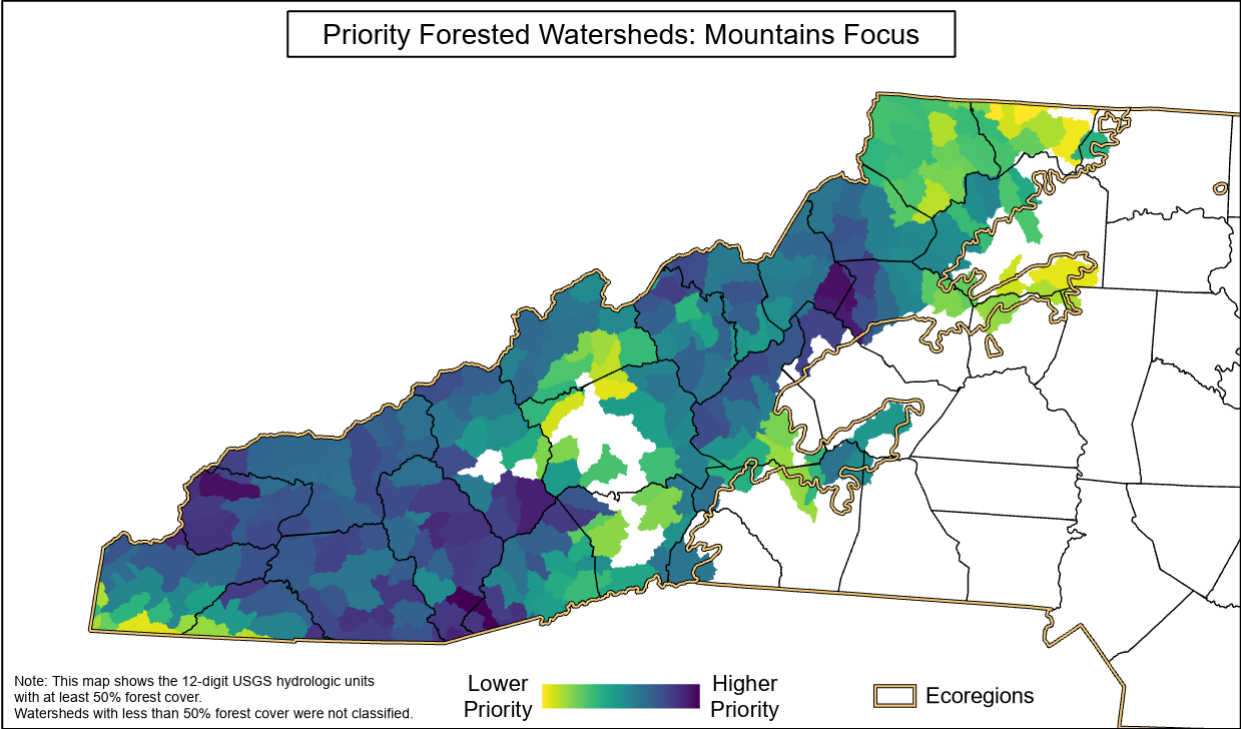 Priority Forested Watersheds: Mountains Focus
Note: This map shows the 12-digit USGS hydrologic units
with at least 50% forest cover.
Watersheds with less than 50% forest cover were not classified.
Lower
Priority
Higher
Priority
Ecoregions